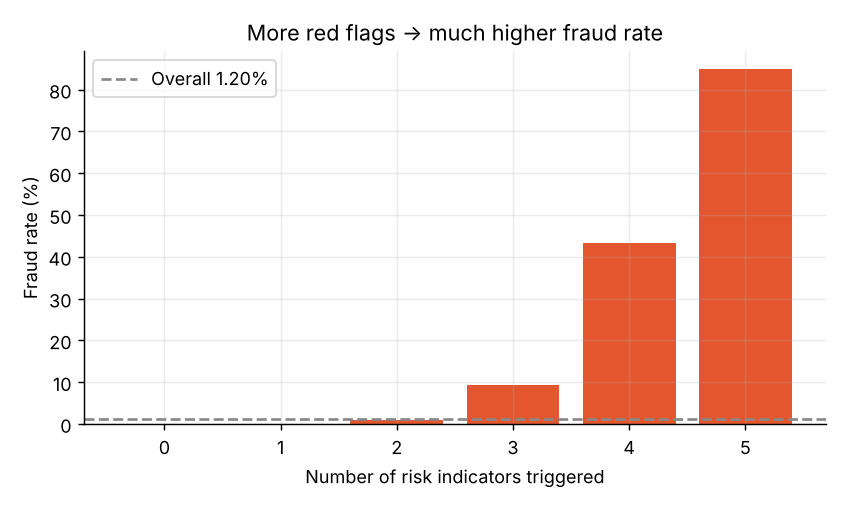 More red flags → much higher fraud rate
Overall 1.20%
Fraud rate (%)
80
70
60
50
40
30
20
10
0
0 1 2 3 4 5
Number of risk indicators triggered